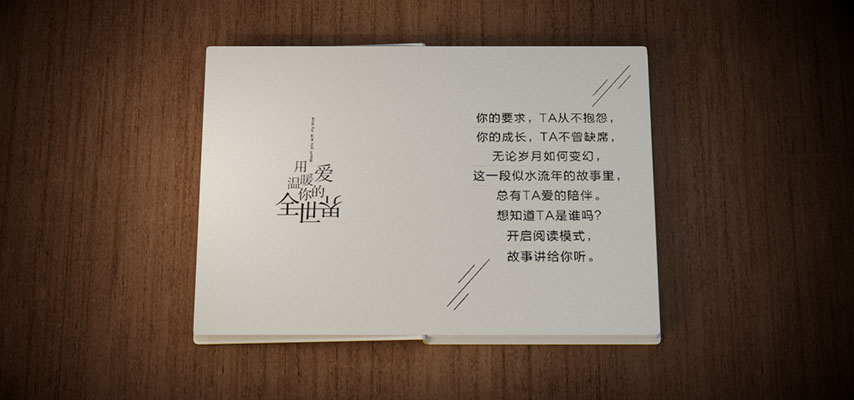 用爱
温暖
你的
全世界
你的要求，TA从不抱怨，
你的成长，TA不曾缺席，
无论岁月如何变幻，
这一段似水流年的故事里，
总有TA爱的陪伴。
想知道TA是谁吗？
开启阅读模式，
故事讲给你听。